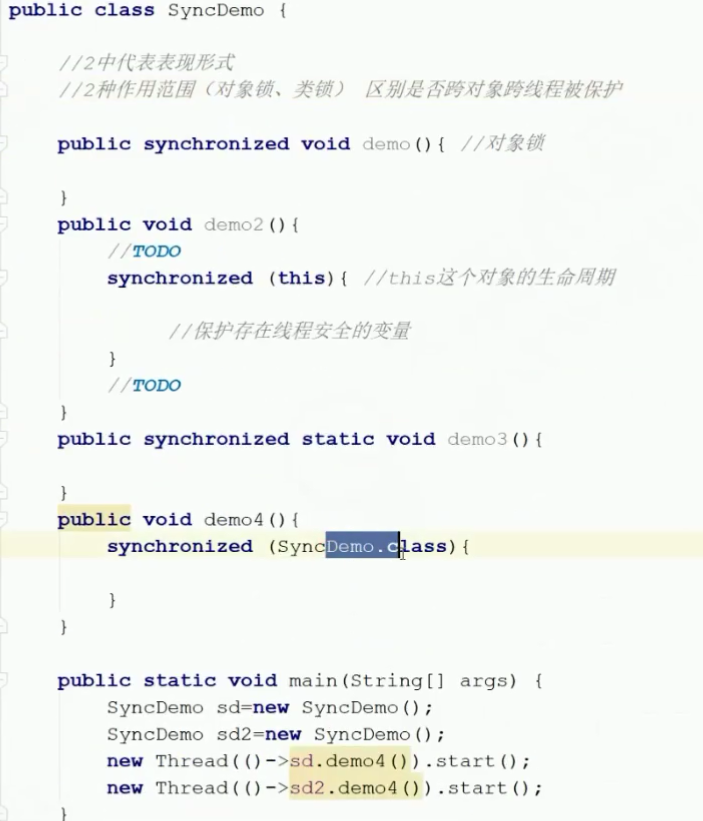 public class SyncDemo {
//2中代表表现形式
//2种作用范围（对象锁、类锁） 区别是否跨对象跨线程被保护
public synchronized void demo(){ //对象锁
}
public void demo2(){
//TODO
synchronized (this){ //this这个对象的生命周期
//保护存在线程安全的变量
}
//TODO
}
public synchronized static void demo3(){
}
public void demo4(){
synchronized (SyncDemo.class){
}
}
public static void main(String[] args) {
SyncDemo sd=new SyncDemo();
SyncDemo sd2=new SyncDemo();
new Thread(()->sd.demo4()).start();
new Thread(()->sd2.demo4()).start();
}